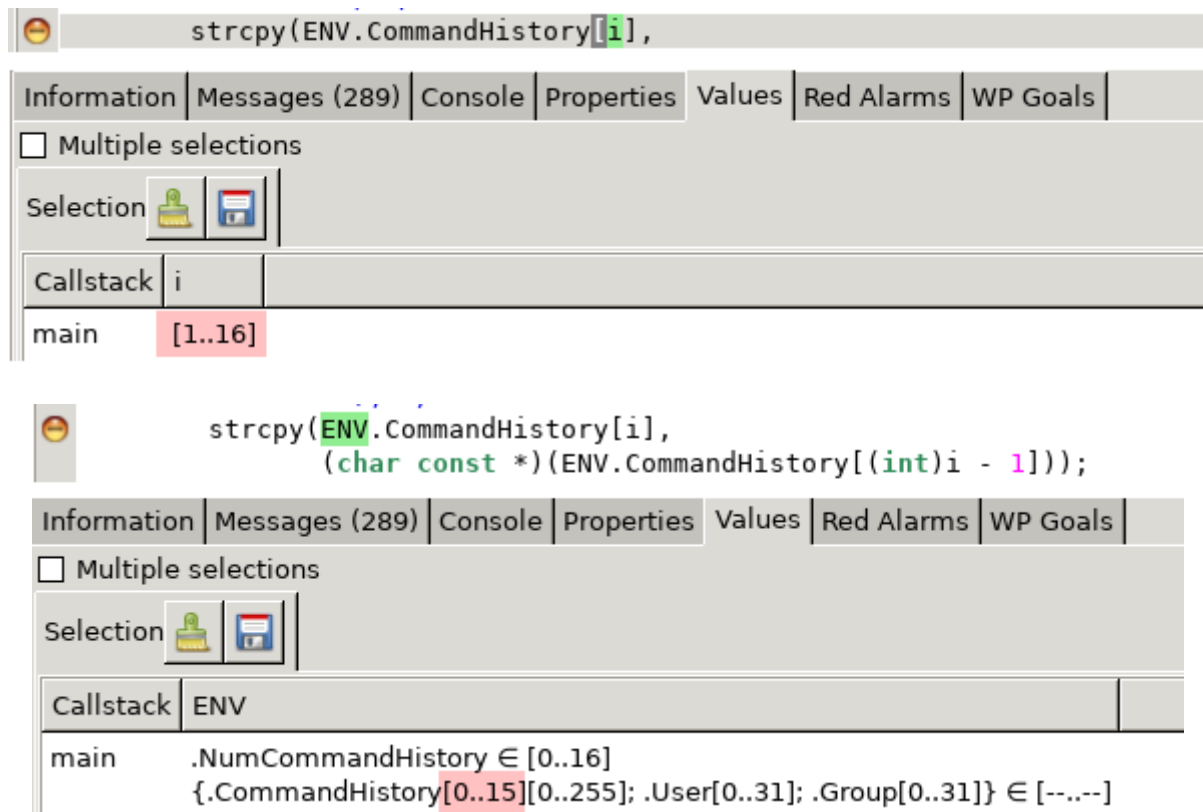 strcpy(ENV.CommandHistory[i],
Information Messages (289) Console Properties Values Red Alarms WP Goals
Multiple selections
Selection
Callstack i
main [1..16]
strcpy(ENV.CommandHistory[i],
(char const *)(ENV.CommandHistory[(int)i - 1]));
Information Messages (289) Console Properties Values Red Alarms WP Goals
Multiple selections
Selection
Callstack ENV
main .NumCommandHistory ∈ [0..16]
{.CommandHistory[0..15][0..255]; .User[0..31]; .Group[0..31]} ∈ [--..--]